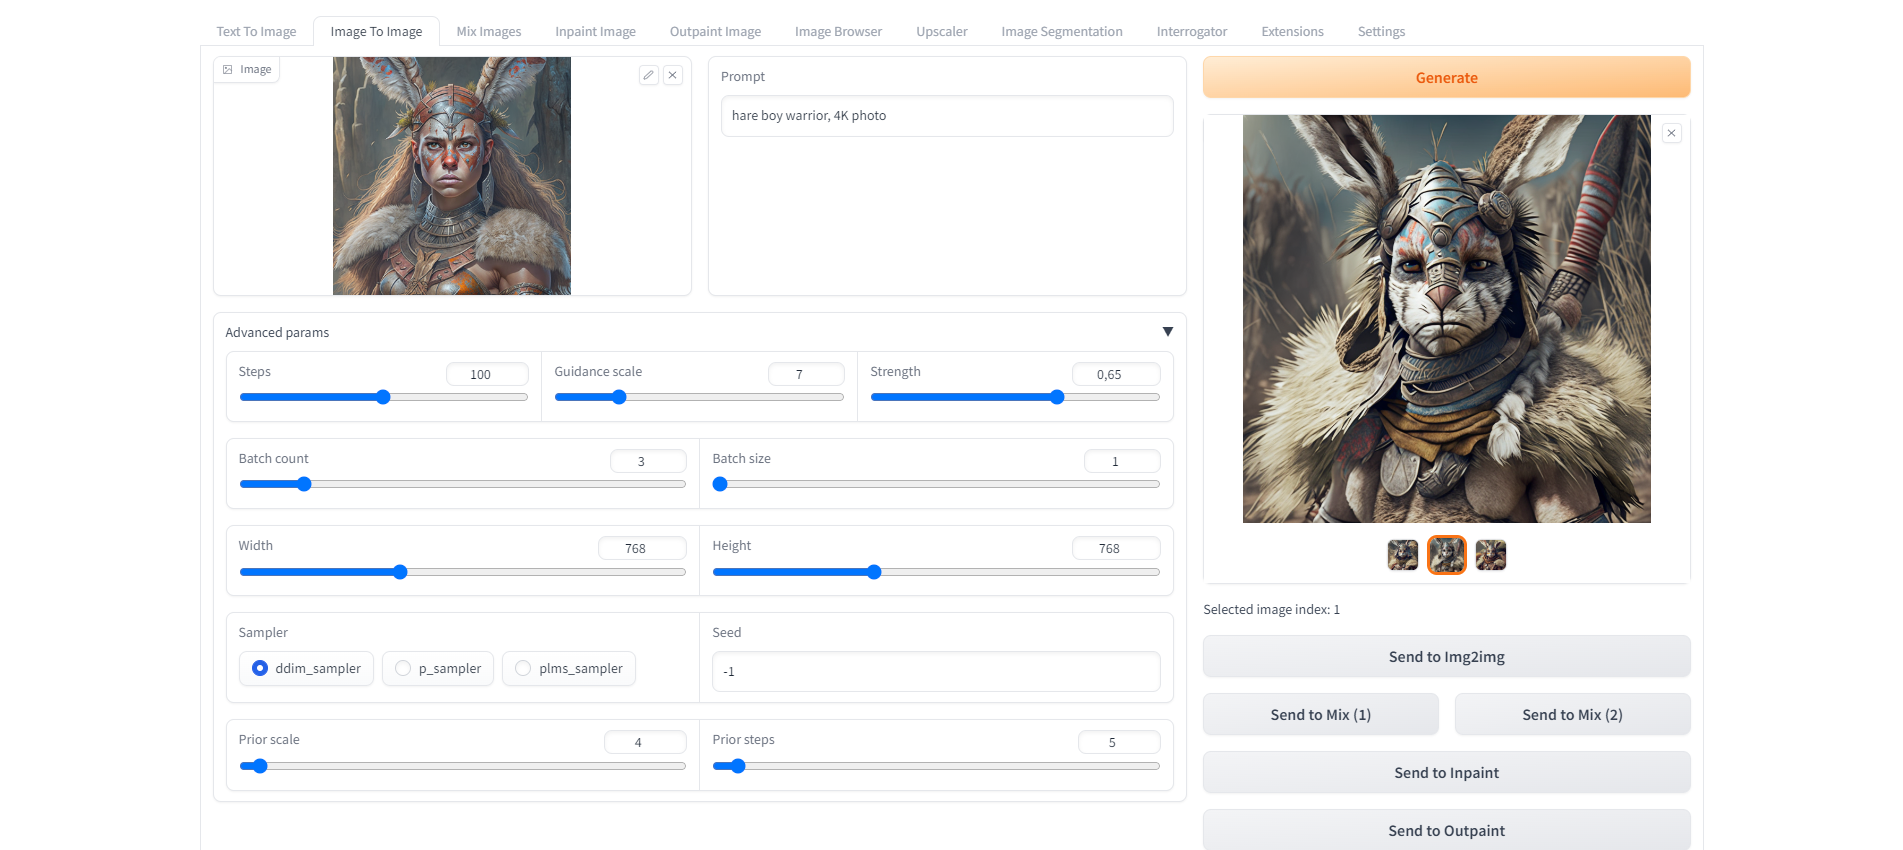 Text To Image
Image To Image
Mix Images
Inpaint Image
Outpaint Image
Image Browser
Upscaler
Image Segmentation
Interrogator
Extensions
Settings
Image
Prompt
hare boy warrior, 4K photo
Advanced params
Steps
100
Guidance scale
7
Strength
0,65
Batch count
3
Batch size
1
Width
768
Height
768
Sampler
ddim_sampler
p_sampler
plms_sampler
Seed
-1
Prior scale
4
Prior steps
5
Generate
Selected image index: 1
Send to Img2img
Send to Mix (1)
Send to Mix (2)
Send to Inpaint
Send to Outpaint